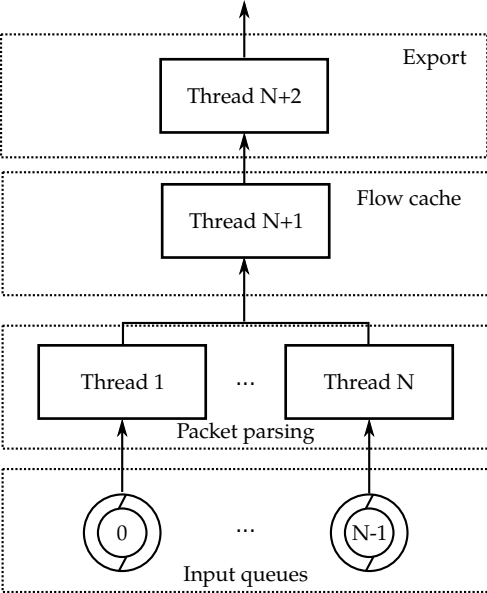 Export
Thread N+2
Flow cache
Thread N+1
Thread 1
...
Thread N
Packet parsing
0
...
N-1
Input queues